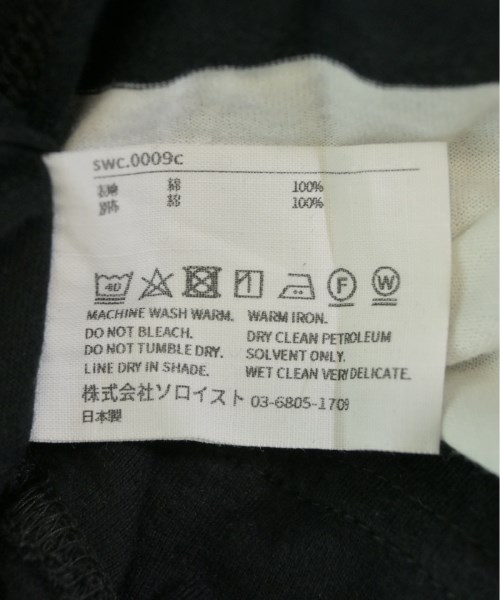 swc.0009c
表地 綿 100%
別布 綿 100%
40 F W
MACHINE WASH WARM. WARM IRON.
DO NOT BLEACH. DRY CLEAN PETROLEUM
DO NOT TUMBLE DRY. SOLVENT ONLY.
LINE DRY IN SHADE. WET CLEAN VERY DELICATE.
株式会社ソロイスト 03-6805-1709
日本製